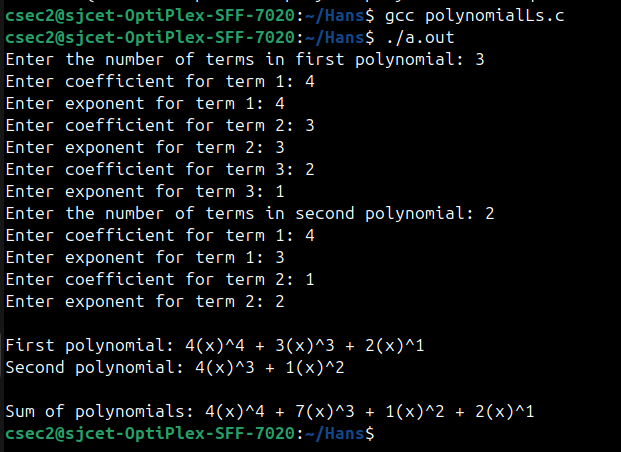 csec2@sjcet-OptiPlex-SFF-7020:~/Hans$ gcc polynomialLs.c
csec2@sjcet-OptiPlex-SFF-7020:~/Hans$ ./a.out
Enter the number of terms in first polynomial: 3
Enter coefficient for term 1: 4
Enter exponent for term 1: 4
Enter coefficient for term 2: 3
Enter exponent for term 2: 3
Enter coefficient for term 3: 2
Enter exponent for term 3: 1
Enter the number of terms in second polynomial: 2
Enter coefficient for term 1: 4
Enter exponent for term 1: 3
Enter coefficient for term 2: 1
Enter exponent for term 2: 2

First polynomial: 4(x)^4 + 3(x)^3 + 2(x)^1
Second polynomial: 4(x)^3 + 1(x)^2

Sum of polynomials: 4(x)^4 + 7(x)^3 + 1(x)^2 + 2(x)^1
csec2@sjcet-OptiPlex-SFF-7020:~/Hans$